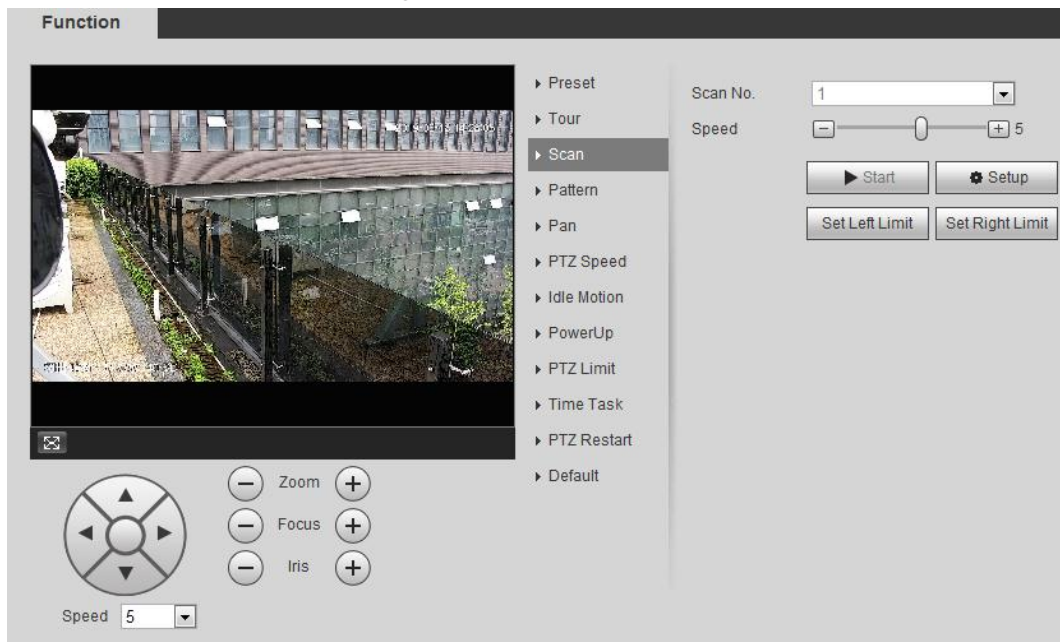 Function
Preset
Tour
Scan
Pattern
Pan
PTZ Speed
Idle Motion
PowerUp
PTZ Limit
Time Task
PTZ Restart
Default
Scan No. 1
Speed 5
Start Setup
Set Left Limit Set Right Limit
Zoom
Focus
Iris
Speed 5